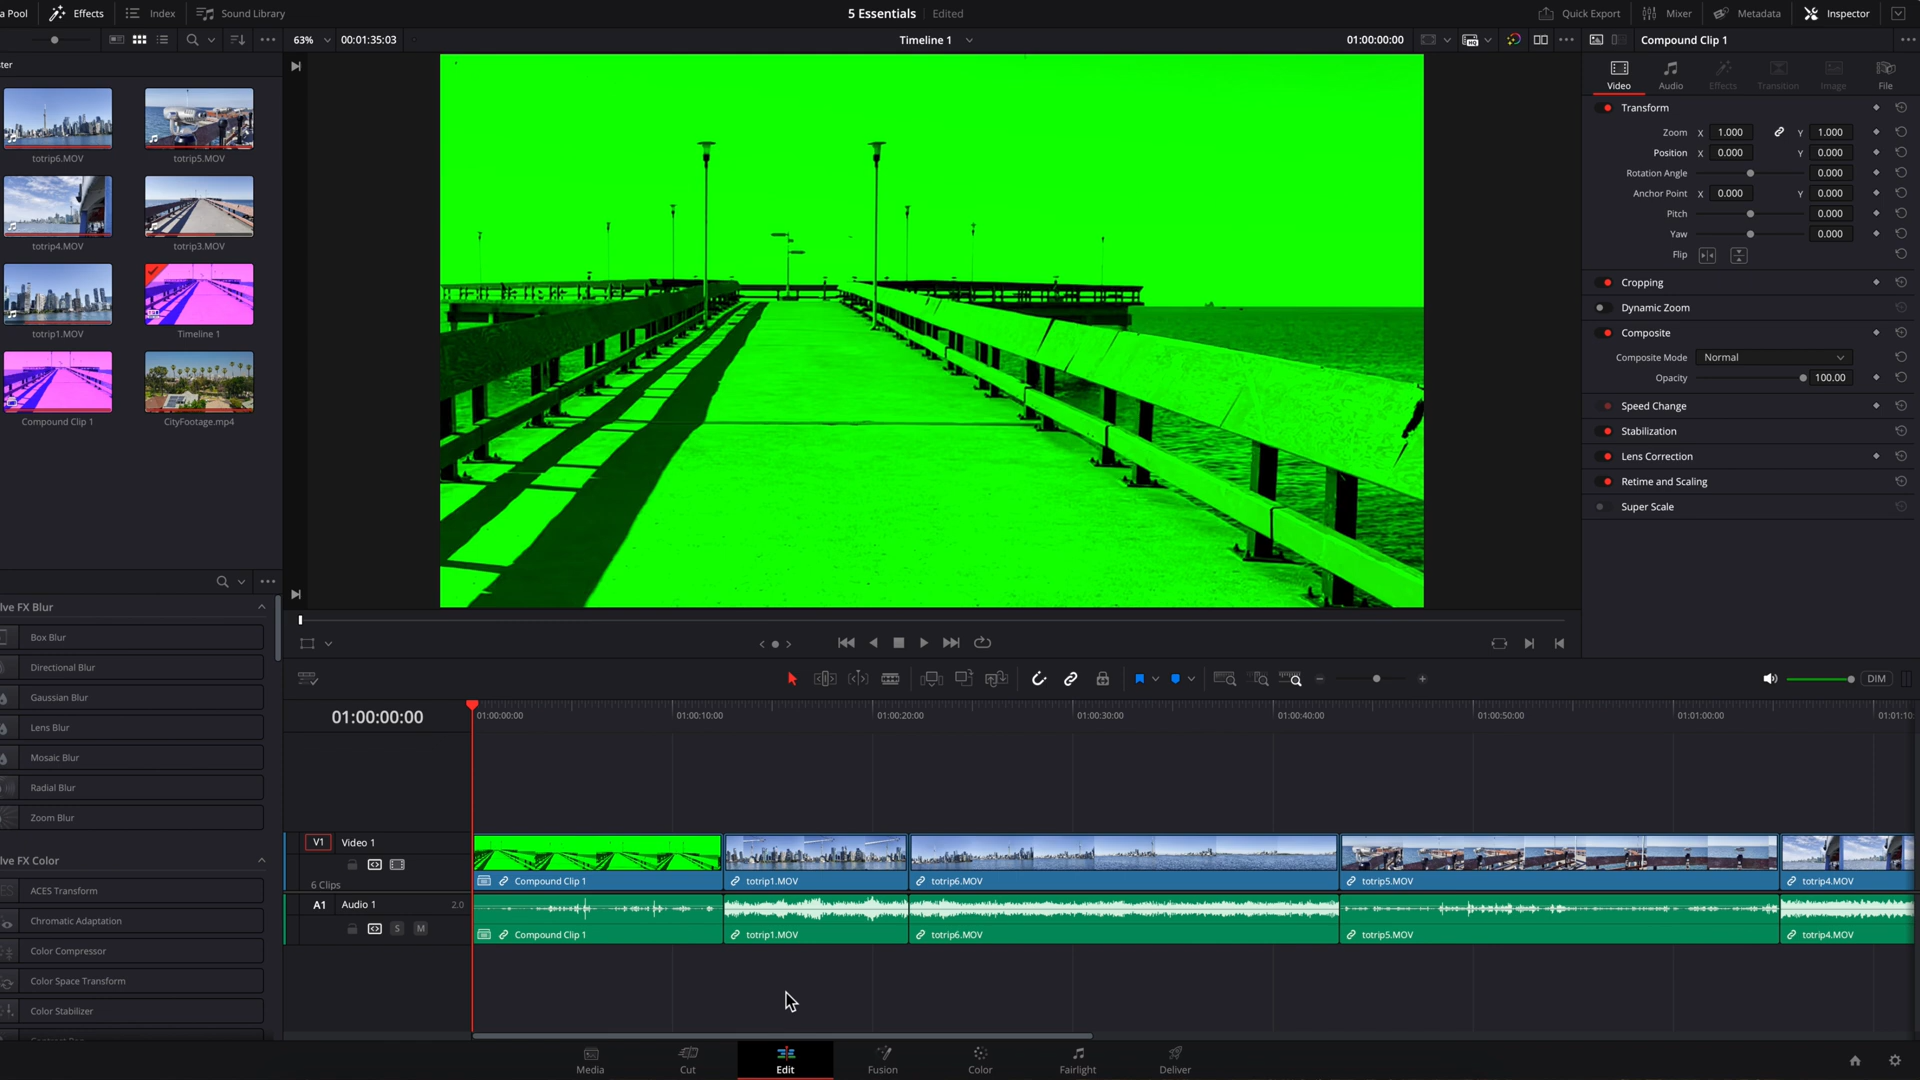 a Pool Effects Index Sound Library 5 Essentials Edited Quick Export Mixer Metadata Inspector
63% 00:01:35:03 Timeline 1 01:00:00:00 Compound Clip 1
ter
Video Audio Effects Transition Image File
Transform
Zoom X 1.000 Y 1.000
Position X 0.000 Y 0.000
Rotation Angle 0.000
Anchor Point X 0.000 Y 0.000
Pitch 0.000
Yaw 0.000
Flip
Cropping
Dynamic Zoom
Composite
Composite Mode Normal
Opacity 100.00
Speed Change
Stabilization
Lens Correction
Retime and Scaling
Super Scale
totrip6.MOV totrip5.MOV
totrip4.MOV totrip3.MOV
totrip1.MOV Timeline 1
Compound Clip 1 CityFootage.mp4
lve FX Blur
Box Blur
Directional Blur
Gaussian Blur
Lens Blur
Mosaic Blur
Radial Blur
Zoom Blur
lve FX Color
ACES Transform
Chromatic Adaptation
Color Compressor
Color Space Transform
Color Stabilizer
DIM
01:00:00:00 01:00:00:00 01:00:10:00 01:00:20:00 01:00:30:00 01:00:40:00 01:00:50:00 01:01:00:00 01:01:10:
V1 Video 1
6 Clips
Compound Clip 1 totrip1.MOV totrip6.MOV totrip5.MOV totrip4.MOV
A1 Audio 1 2.0
S M
Compound Clip 1 totrip1.MOV totrip6.MOV totrip5.MOV totrip4.MOV
Media Cut Edit Fusion Color Fairlight Deliver